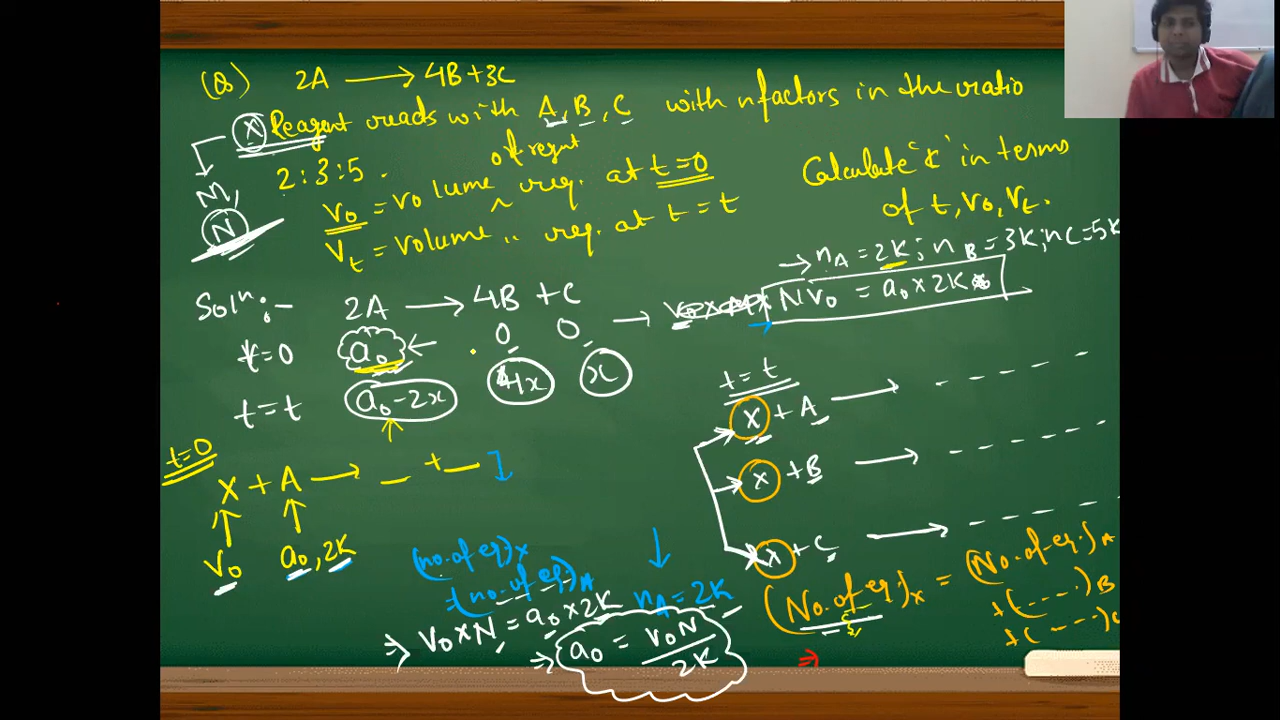 (Q) 2A → 4B + 3C
(X) Reagent reacts with A, B, C with n factors in the ratio
2:3:5.
M,
N
V₀ = volume of regent req. at t=0
Vt = volume '' req. at t = t
Calculate 'K' in terms
of t, V₀, Vt.
→ nA = 2K; nB = 3K; nC = 5K
Soln:- 2A → 4B + C
NV₀ = a₀ × 2K
t=0 a₀ 0 0 →
t=t a₀-2x 4x x
t = t
X + A →
X + B →
X + C →
t=0
X + A → _ + _
V₀ a₀, 2K
(no. of eq.)x
= (no. of eq.)A
nA = 2K
⇒ V₀ × N = a₀ × 2K
⇒ a₀ = V₀N / 2K
(No. of eq.)x = (No. of eq.)A
+ (----)B
+ (----)C
⇒